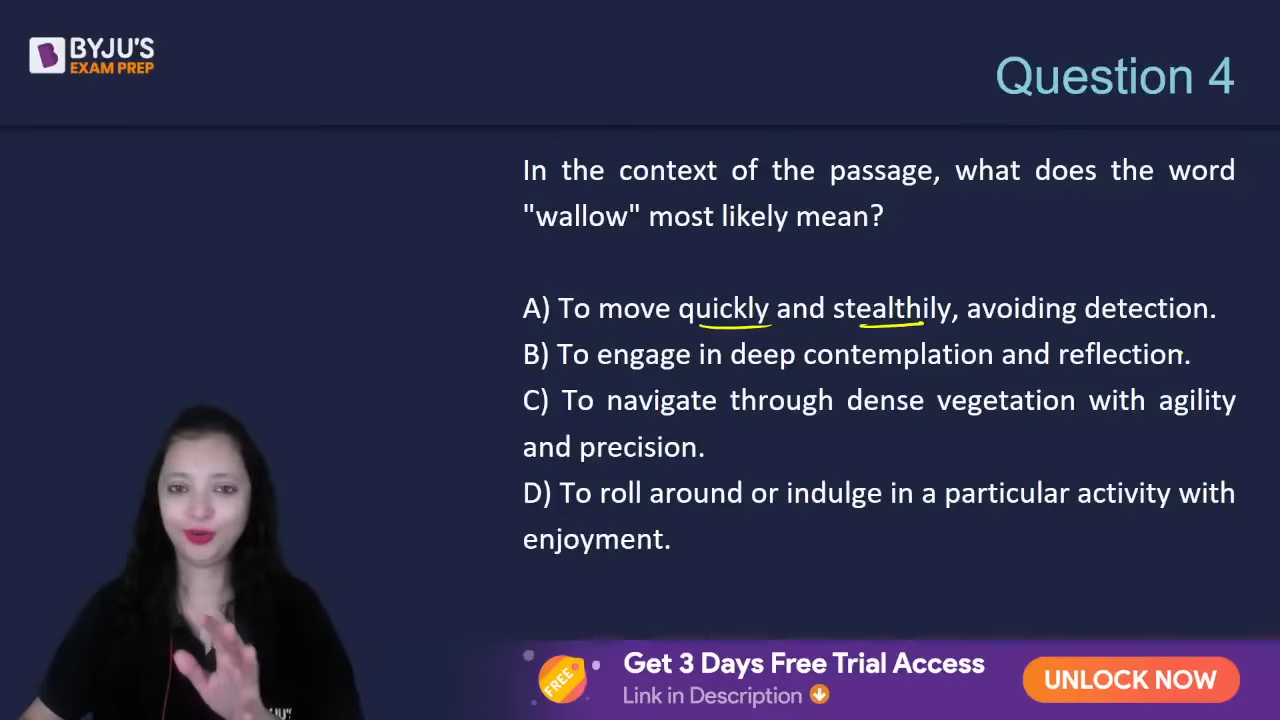 BYJU'S
EXAM PREP
Question 4
In the context of the passage, what does the word
"wallow" most likely mean?
A) To move quickly and stealthily, avoiding detection.
B) To engage in deep contemplation and reflection.
C) To navigate through dense vegetation with agility
and precision.
D) To roll around or indulge in a particular activity with
enjoyment.
FREE
Get 3 Days Free Trial Access
Link in Description
UNLOCK NOW